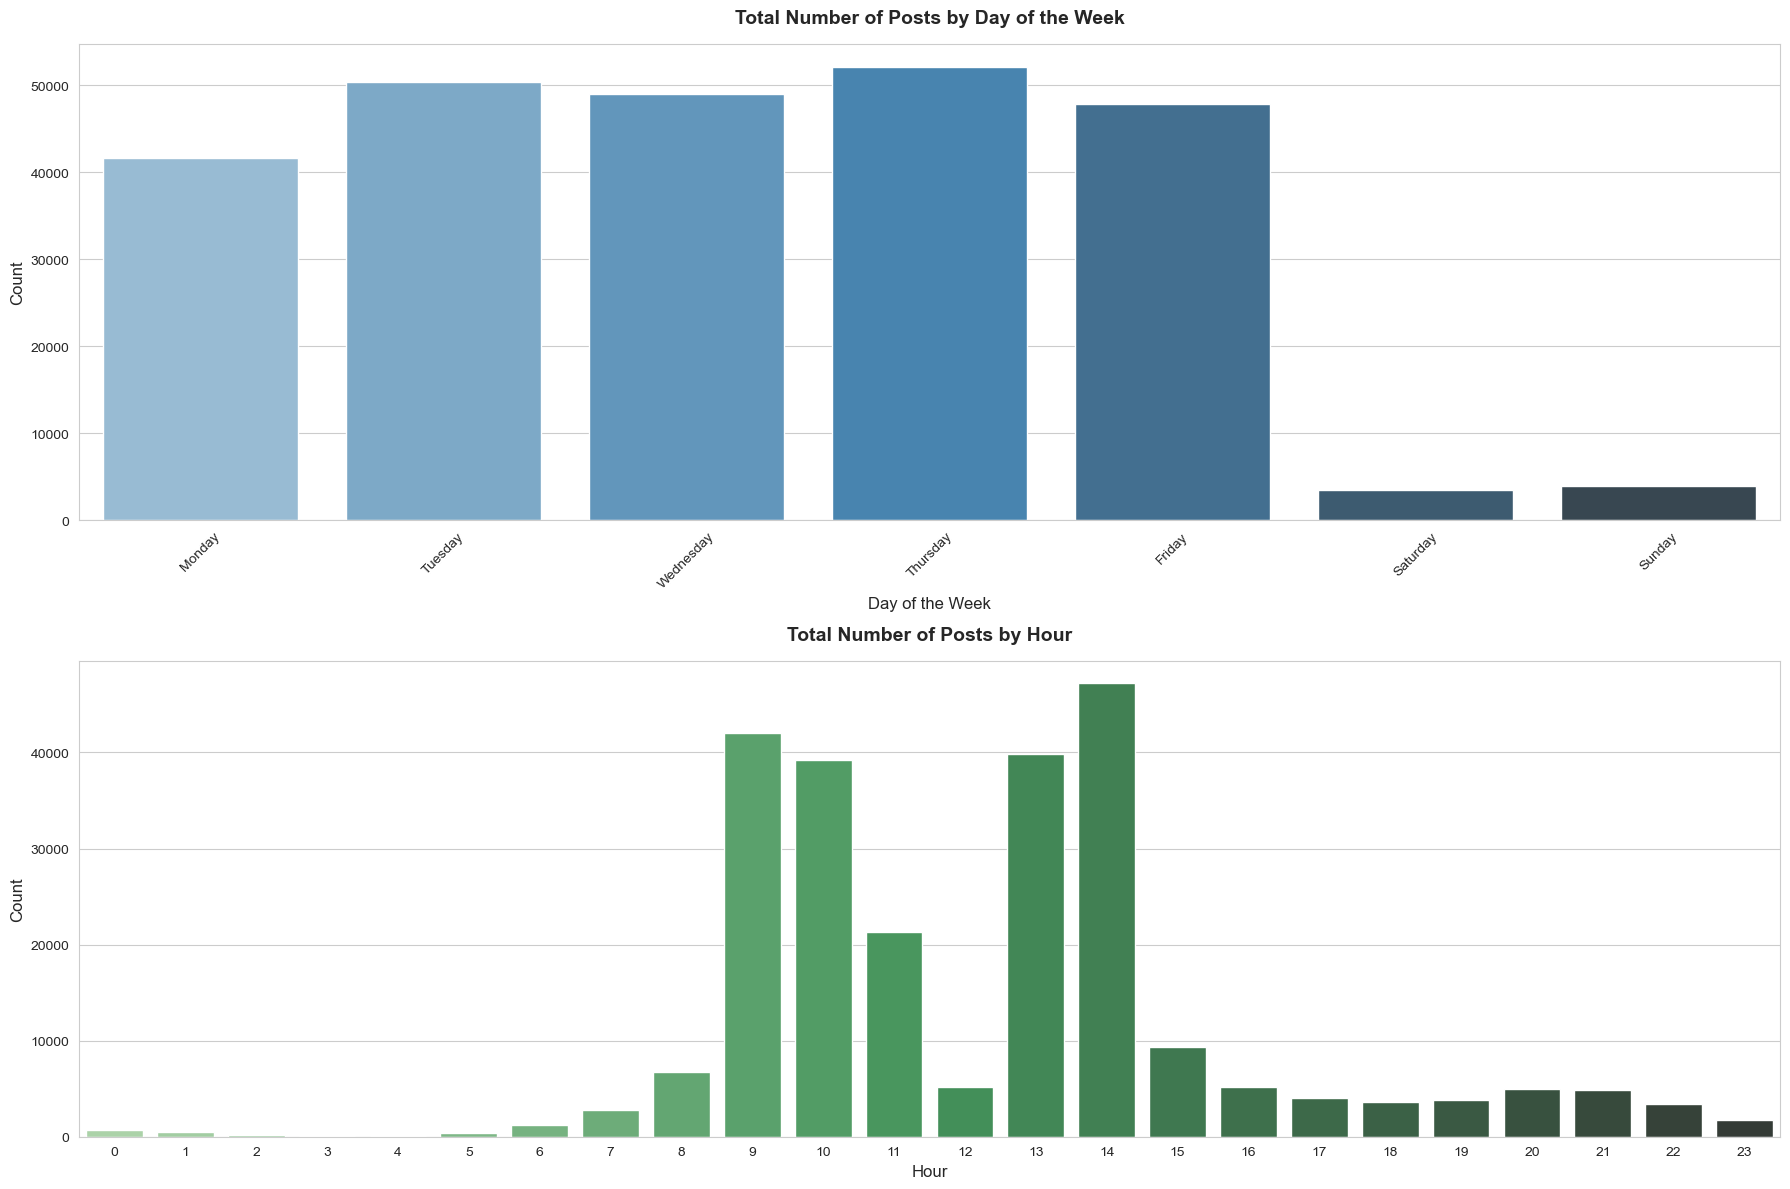 Total Number of Posts by Day of the Week
50000
40000
30000
20000
10000
0
Count
Monday
Tuesday
Wednesday
Thursday
Friday
Saturday
Sunday
Day of the Week
Total Number of Posts by Hour
40000
30000
20000
10000
0
Count
0 1 2 3 4 5 6 7 8 9 10 11 12 13 14 15 16 17 18 19 20 21 22 23
Hour